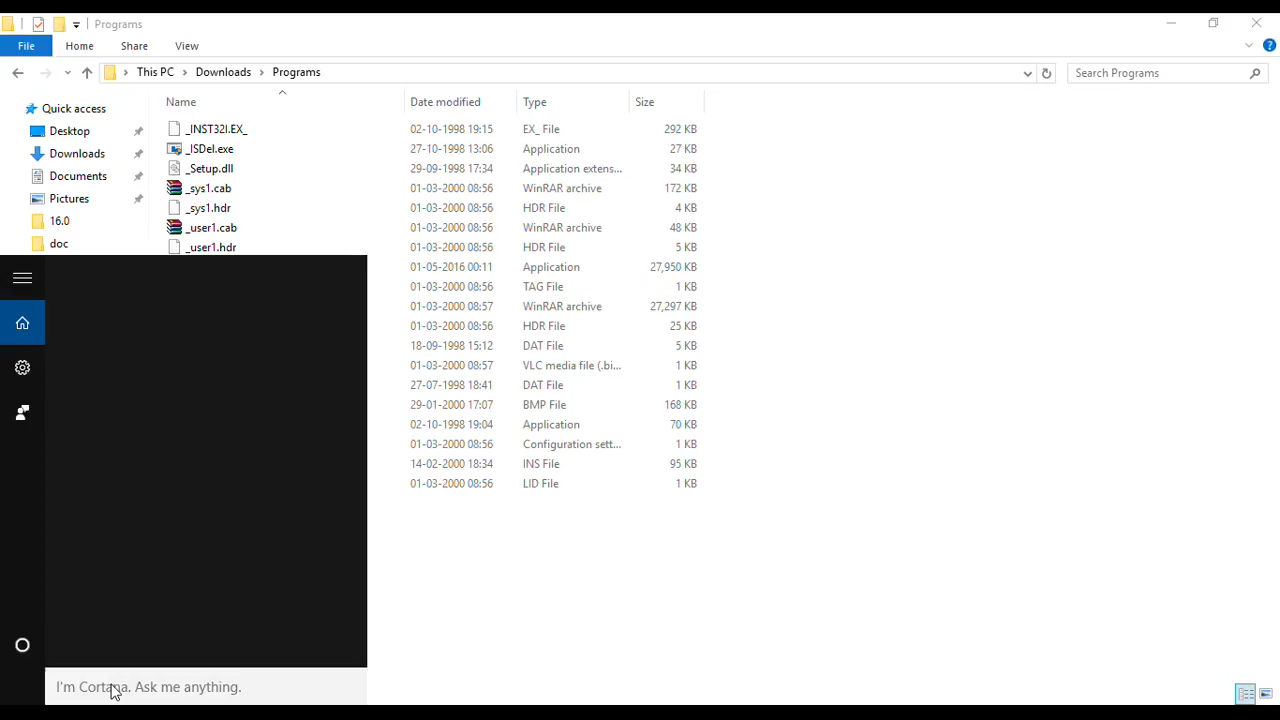 Programs
File Home Share View
This PC Downloads Programs Search Programs
Name Date modified Type Size
Quick access
Desktop
Downloads
Documents
Pictures
16.0
doc
_INST32I.EX_ 02-10-1998 19:15 EX_ File 292 KB
_ISDel.exe 27-10-1998 13:06 Application 27 KB
_Setup.dll 29-09-1998 17:34 Application extens... 34 KB
_sys1.cab 01-03-2000 08:56 WinRAR archive 172 KB
_sys1.hdr 01-03-2000 08:56 HDR File 4 KB
_user1.cab 01-03-2000 08:56 WinRAR archive 48 KB
_user1.hdr 01-03-2000 08:56 HDR File 5 KB
01-05-2016 00:11 Application 27,950 KB
01-03-2000 08:56 TAG File 1 KB
01-03-2000 08:57 WinRAR archive 27,297 KB
01-03-2000 08:56 HDR File 25 KB
18-09-1998 15:12 DAT File 5 KB
01-03-2000 08:57 VLC media file (.bi... 1 KB
27-07-1998 18:41 DAT File 1 KB
29-01-2000 17:07 BMP File 168 KB
02-10-1998 19:04 Application 70 KB
01-03-2000 08:56 Configuration sett... 1 KB
14-02-2000 18:34 INS File 95 KB
01-03-2000 08:56 LID File 1 KB
I'm Cortana. Ask me anything.